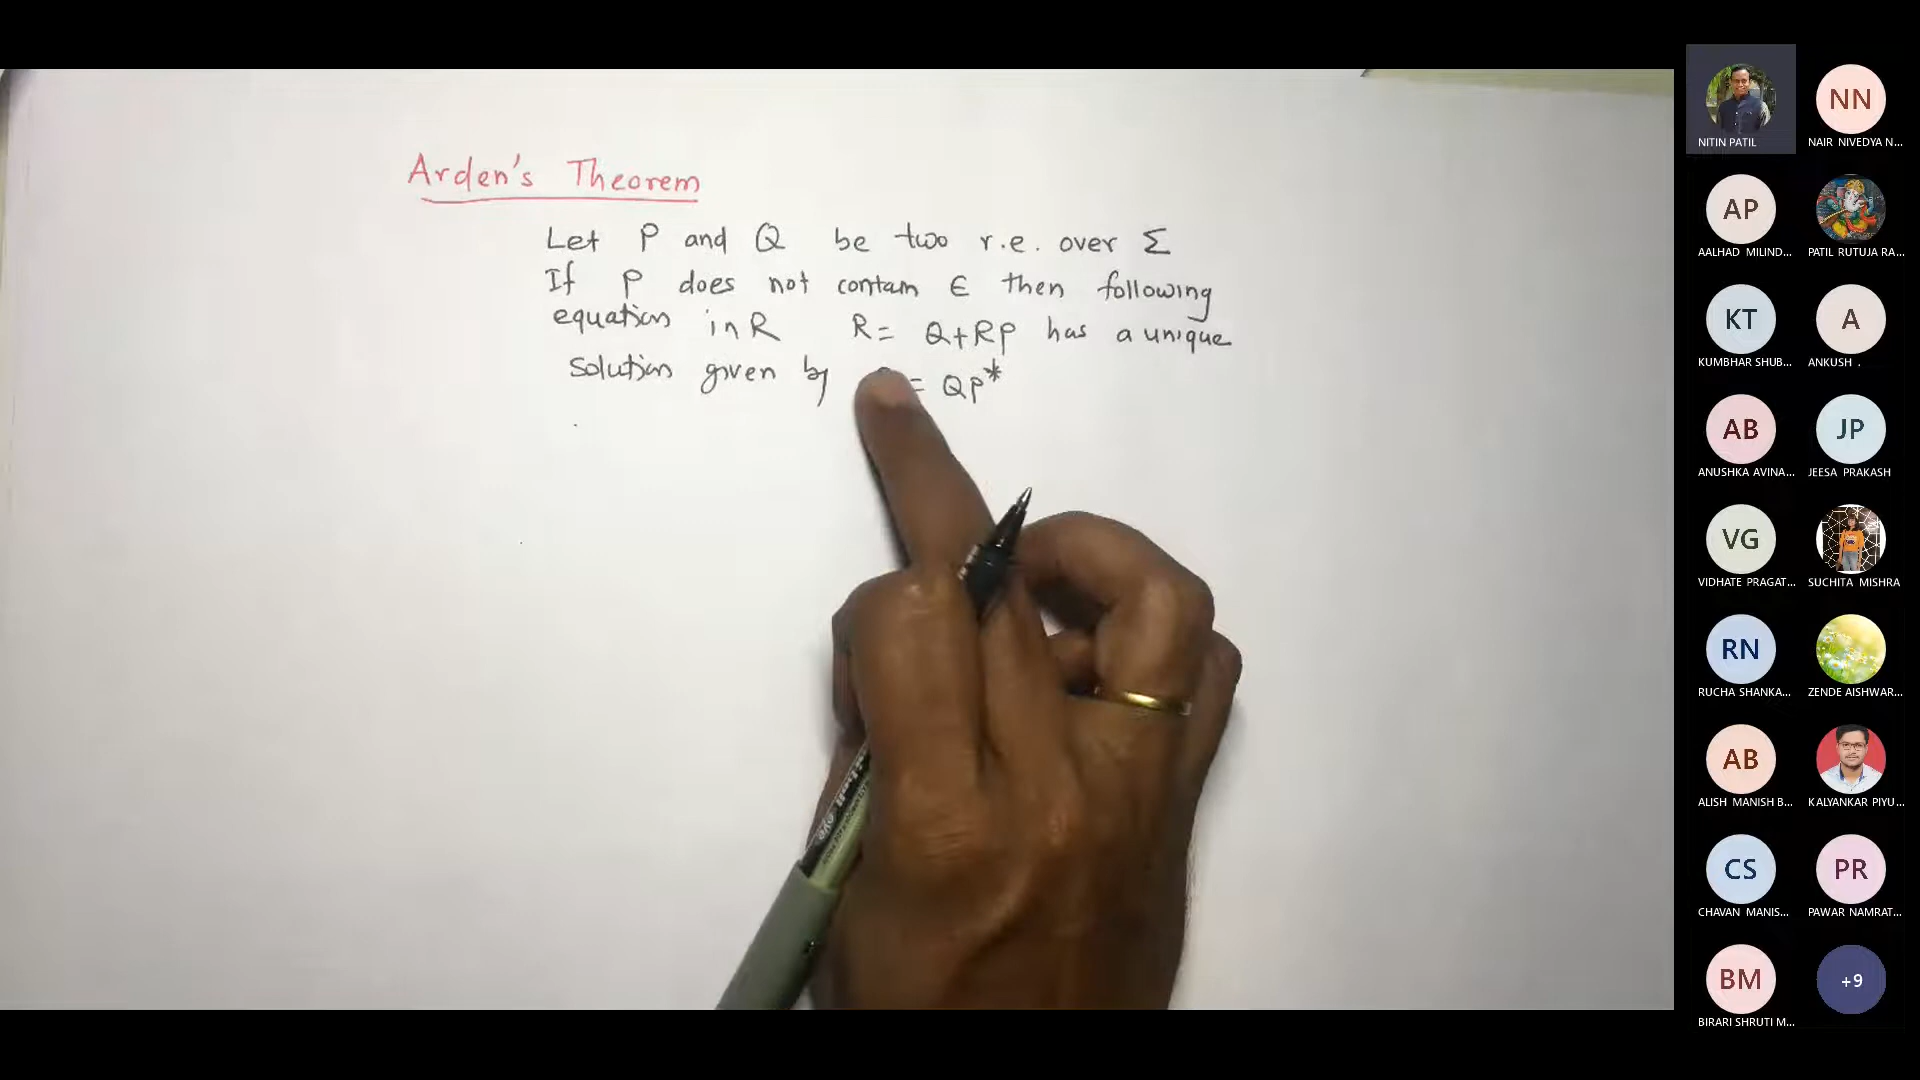 Arden's Theorem
Let P and Q be two r.e. over Σ
If P does not contain ϵ then following
equation in R R = Q+RP has a unique
Solution given by = QP*
NITIN PATIL
NN
NAIR NIVEDYA N...
AP
AALHAD MILIND...
PATIL RUTUJA RA...
KT
KUMBHAR SHUB...
A
ANKUSH .
AB
ANUSHKA AVINA...
JP
JEESA PRAKASH
VG
VIDHATE PRAGAT...
SUCHITA MISHRA
RN
RUCHA SHANKA...
ZENDE AISHWAR...
AB
ALISH MANISH B...
KALYANKAR PIYU...
CS
CHAVAN MANIS...
PR
PAWAR NAMRAT...
BM
BIRARI SHRUTI M...
+9